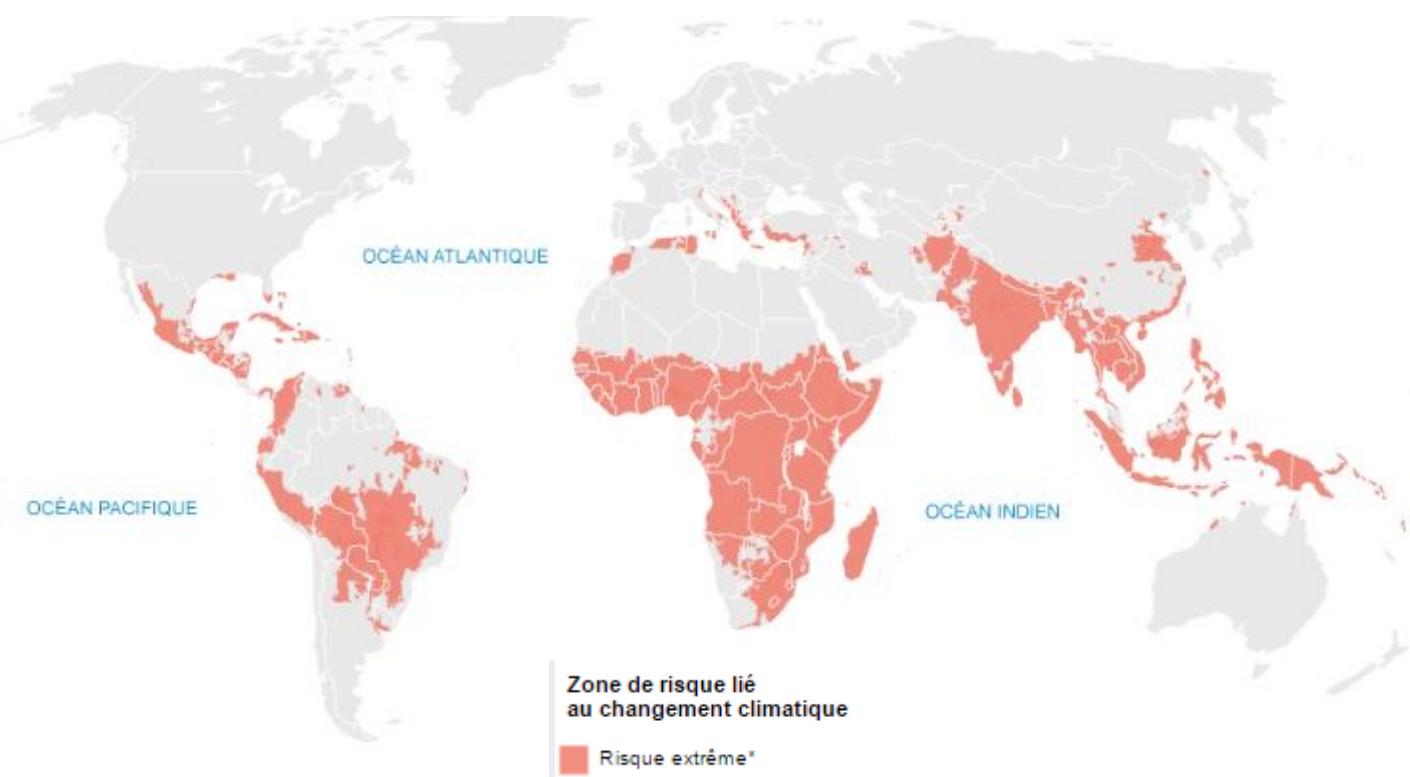 OCÉAN ATLANTIQUE
OCÉAN PACIFIQUE
OCÉAN INDIEN
Zone de risque lié
au changement climatique
Risque extrême*